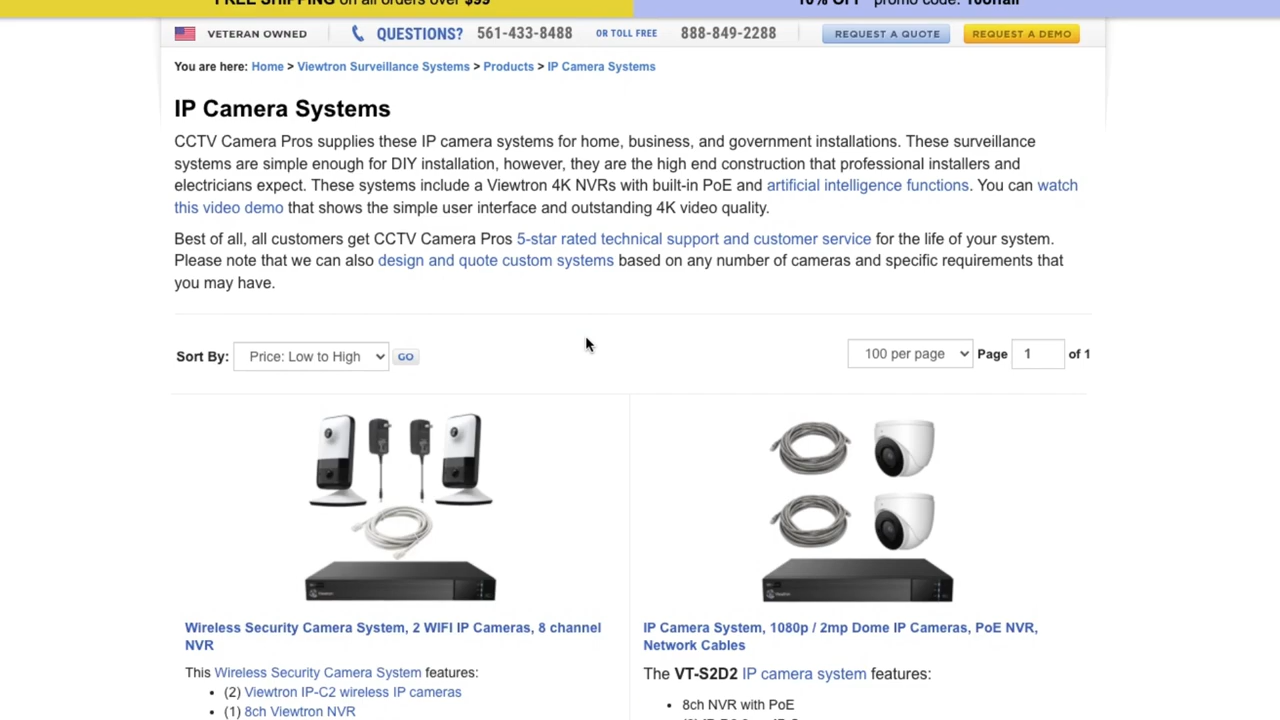 FREE SHIPPING on all orders over $99
10% OFF promo code: 10offair
VETERAN OWNED
QUESTIONS? 561-433-8488 OR TOLL FREE 888-849-2288
REQUEST A QUOTE
REQUEST A DEMO
You are here: Home > Viewtron Surveillance Systems > Products > IP Camera Systems
IP Camera Systems
CCTV Camera Pros supplies these IP camera systems for home, business, and government installations. These surveillance
systems are simple enough for DIY installation, however, they are the high end construction that professional installers and
electricians expect. These systems include a Viewtron 4K NVRs with built-in PoE and artificial intelligence functions. You can watch
this video demo that shows the simple user interface and outstanding 4K video quality.
Best of all, all customers get CCTV Camera Pros 5-star rated technical support and customer service for the life of your system.
Please note that we can also design and quote custom systems based on any number of cameras and specific requirements that
you may have.
Sort By: Price: Low to High GO
100 per page Page 1 of 1
Wireless Security Camera System, 2 WIFI IP Cameras, 8 channel
NVR
This Wireless Security Camera System features:
• (2) Viewtron IP-C2 wireless IP cameras
• (1) 8ch Viewtron NVR
IP Camera System, 1080p / 2mp Dome IP Cameras, PoE NVR,
Network Cables
The VT-S2D2 IP camera system features:
• 8ch NVR with PoE